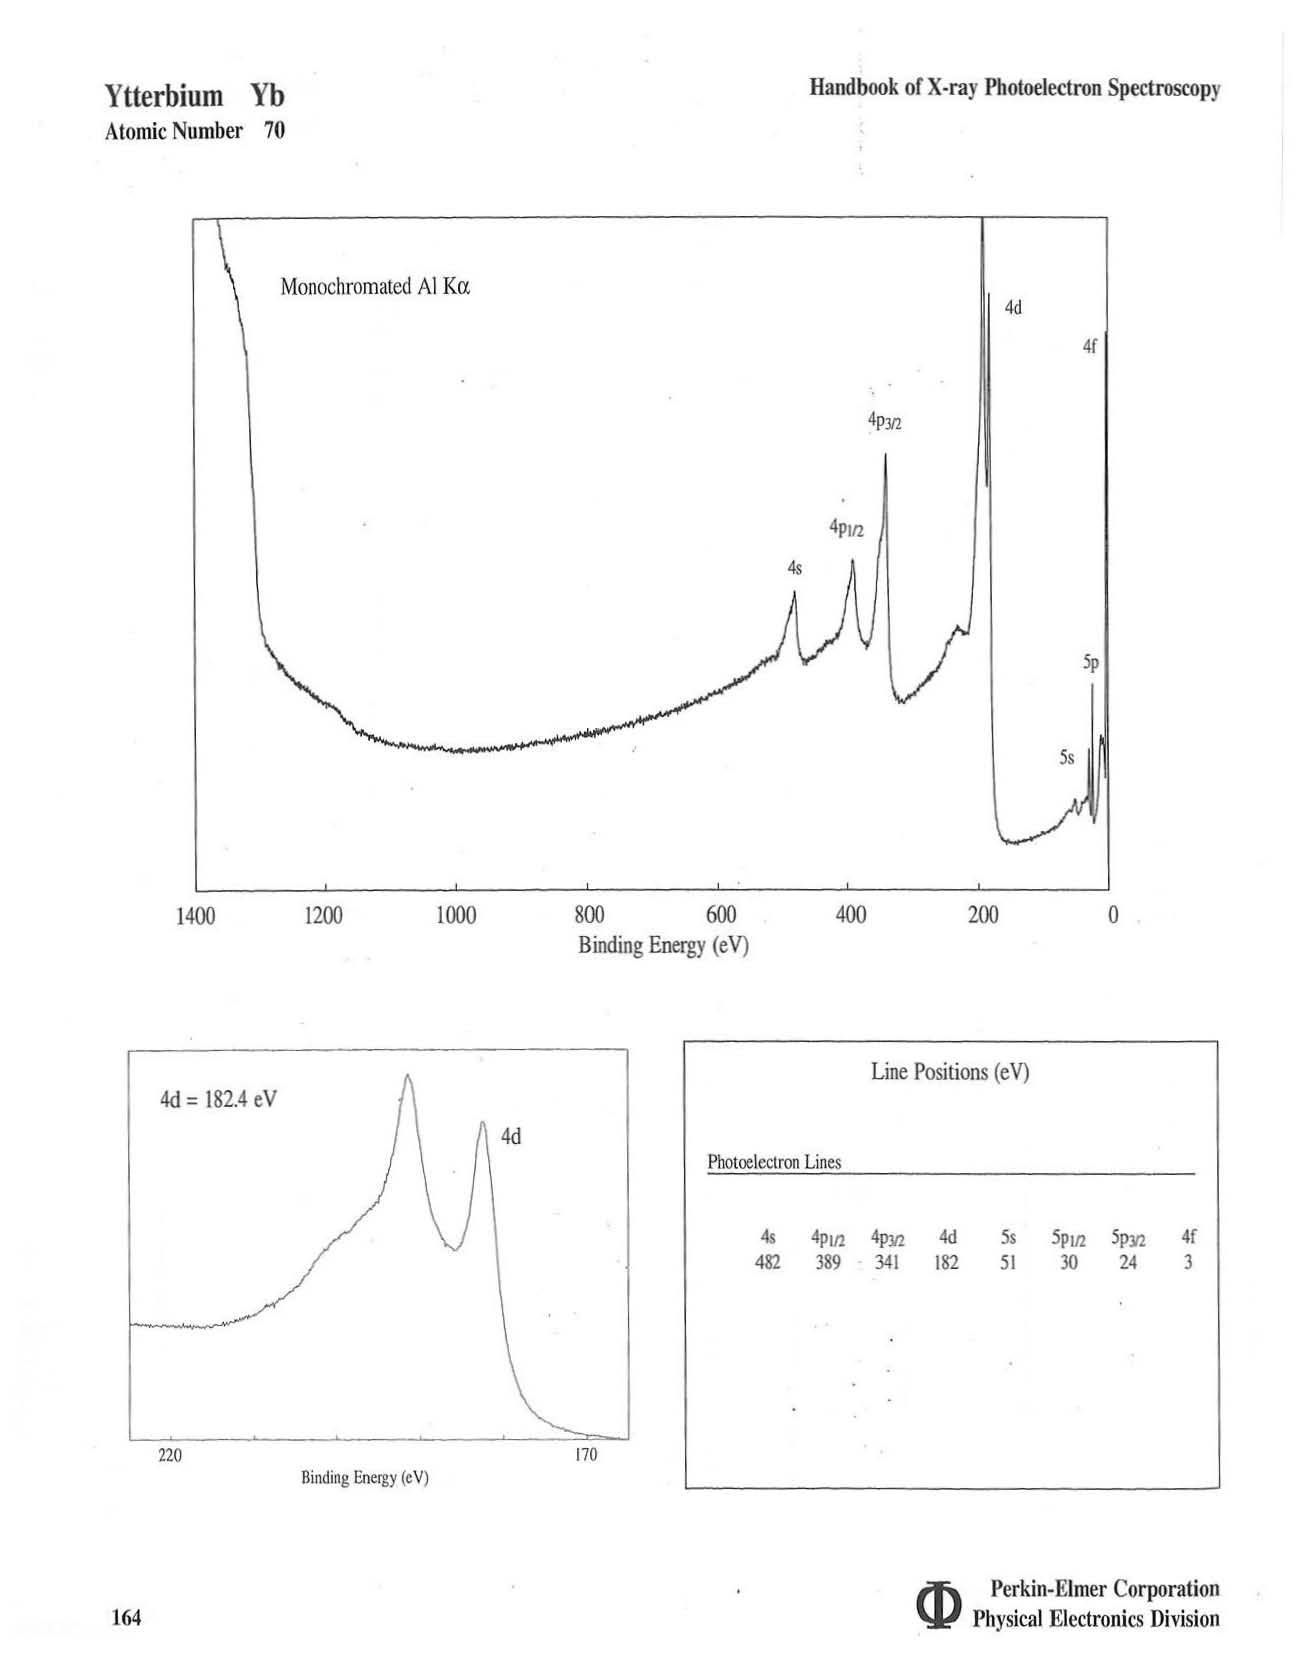 Ytterbium Yb
Atomic Number 70
Handbook of X-ray Photoelectron Spectroscopy
Monochromated Al Kα
4d
4f
4p3/2
4p1/2
4s
5p
5s
1400 1200 1000 800 600 400 200 0
Binding Energy (eV)
4d = 182.4 eV
4d
220 170
Binding Energy (eV)
Line Positions (eV)
Photoelectron Lines
4s 4p1/2 4p3/2 4d 5s 5p1/2 5p3/2 4f
482 389 341 182 51 30 24 3
164
Perkin-Elmer Corporation
Physical Electronics Division